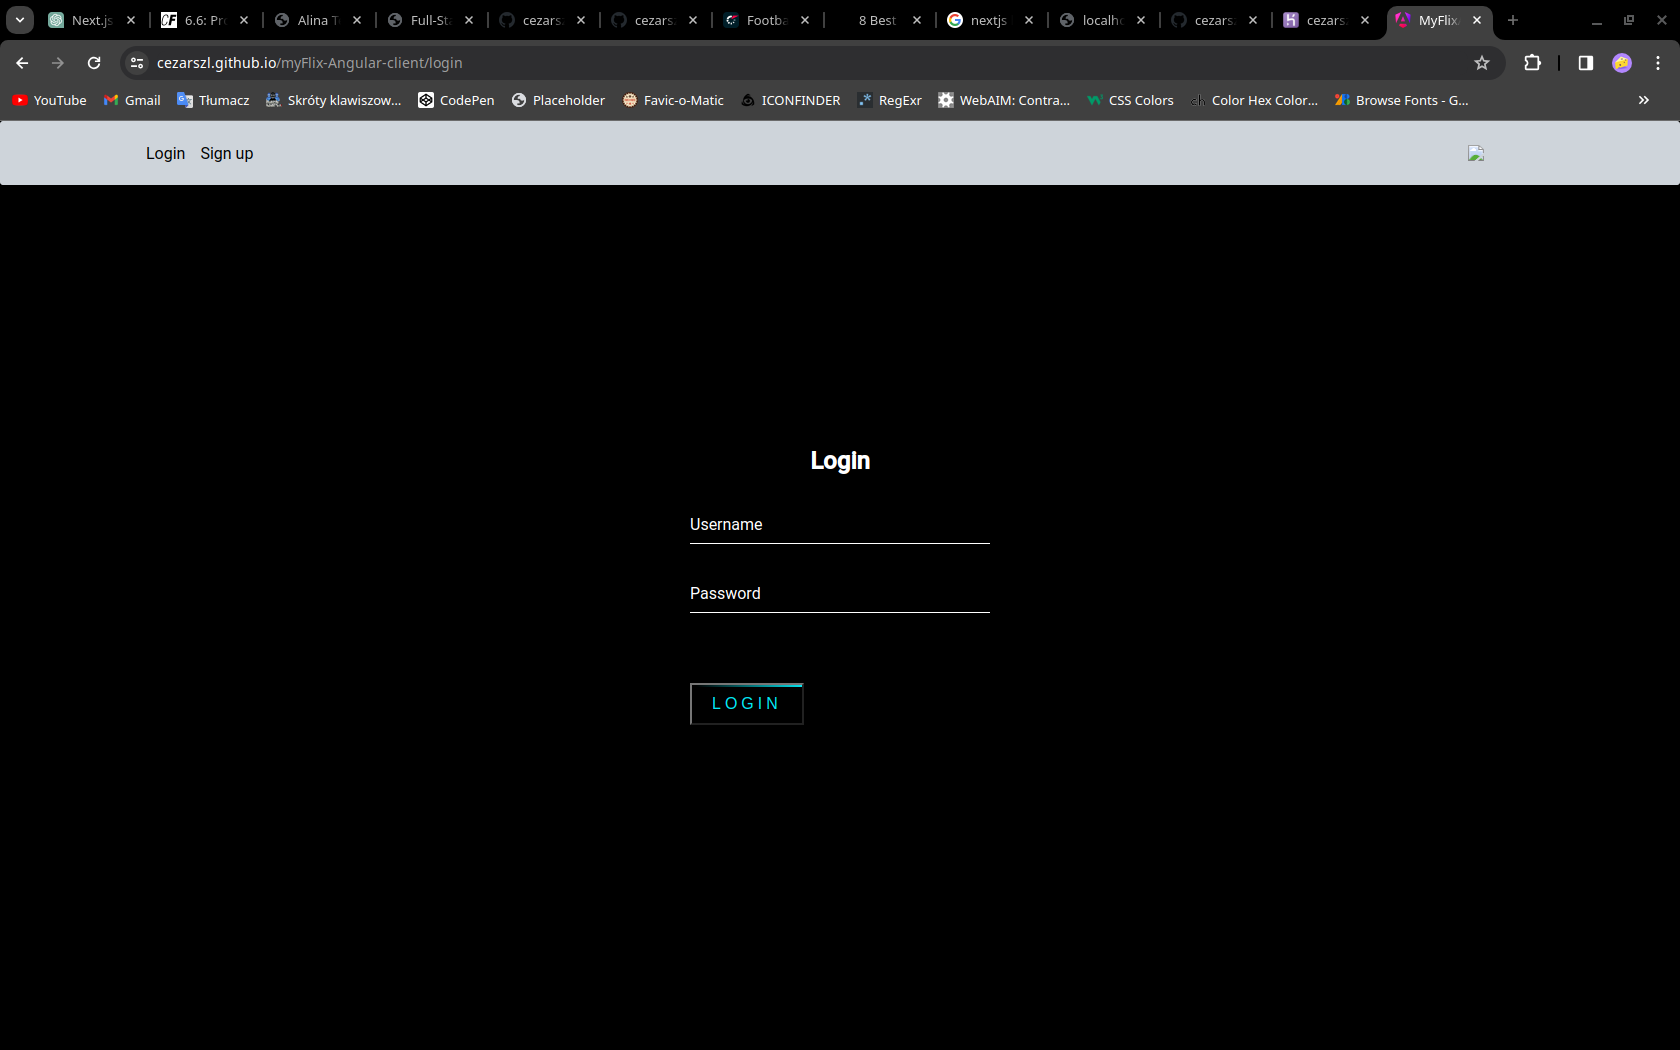 Next.js 6.6: Pr Alina T Full-St cezars cezars Footba 8 Best nextjs localho cezars cezars MyFlix
cezarszl.github.io/myFlix-Angular-client/login
YouTube Gmail Tłumacz Skróty klawiszow... CodePen Placeholder Favic-o-Matic ICONFINDER RegExr WebAIM: Contra... CSS Colors Color Hex Color... Browse Fonts - G...
Login Sign up
Login
Username
Password
LOGIN